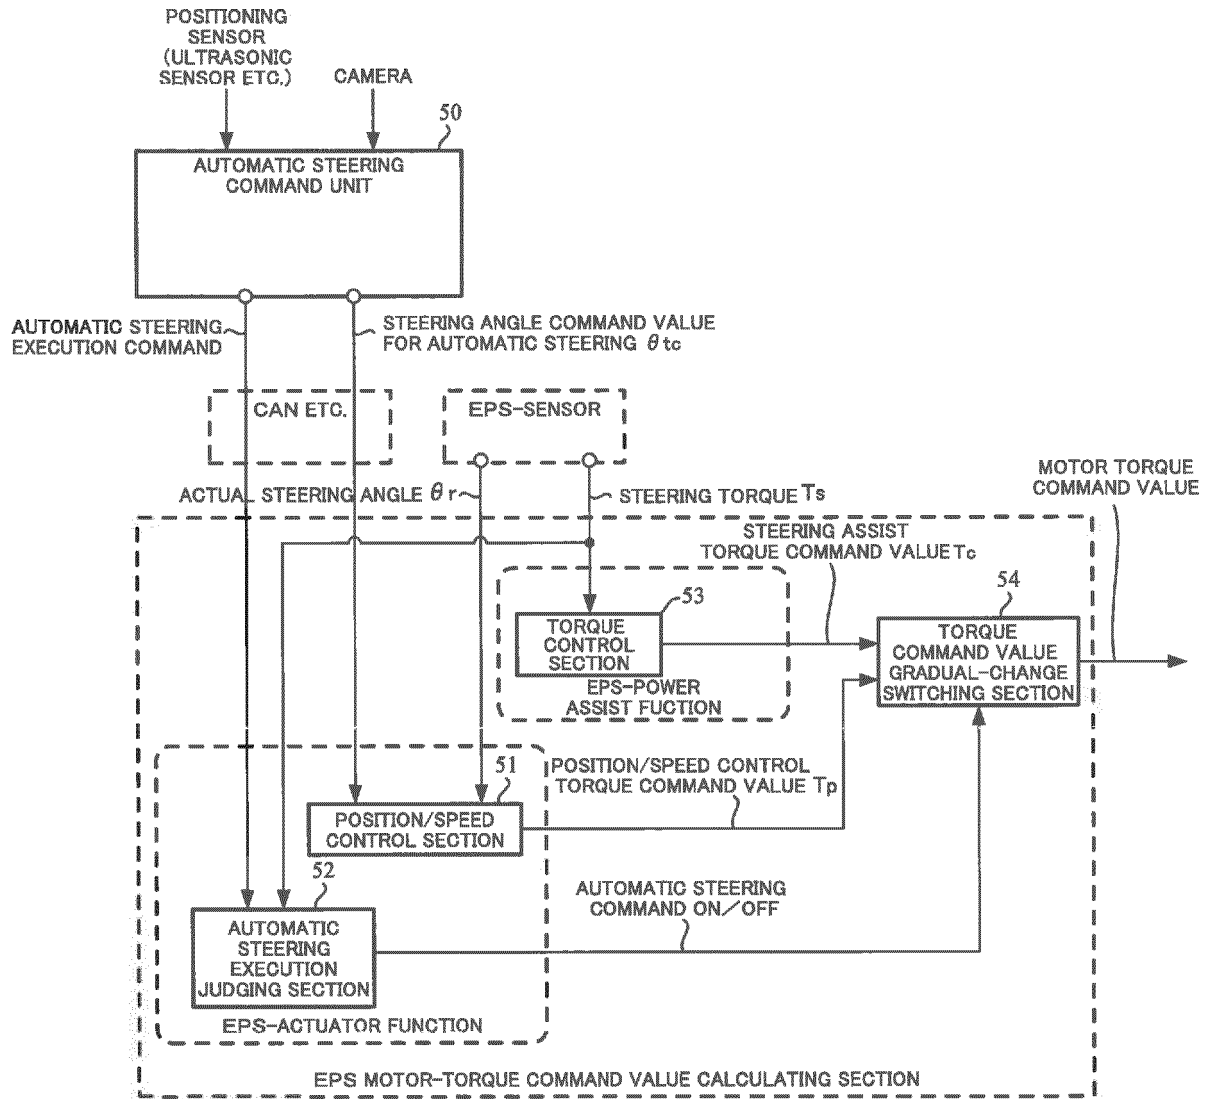 POSITIONING
SENSOR
(ULTRASONIC
SENSOR ETC.)
CAMERA
50
AUTOMATIC STEERING
COMMAND UNIT
AUTOMATIC STEERING
EXECUTION COMMAND
STEERING ANGLE COMMAND VALUE
FOR AUTOMATIC STEERING θtc
CAN ETC.
EPS-SENSOR
ACTUAL STEERING ANGLE θr
STEERING TORQUE Ts
MOTOR TORQUE
COMMAND VALUE
STEERING ASSIST
TORQUE COMMAND VALUE Tc
53
TORQUE
CONTROL
SECTION
EPS-POWER
ASSIST FUCTION
54
TORQUE
COMMAND VALUE
GRADUAL-CHANGE
SWITCHING SECTION
51
POSITION/SPEED
CONTROL SECTION
POSITION/SPEED CONTROL
TORQUE COMMAND VALUE Tp
52
AUTOMATIC
STEERING
EXECUTION
JUDGING SECTION
AUTOMATIC STEERING
COMMAND ON/OFF
EPS-ACTUATOR FUNCTION
EPS MOTOR-TORQUE COMMAND VALUE CALCULATING SECTION